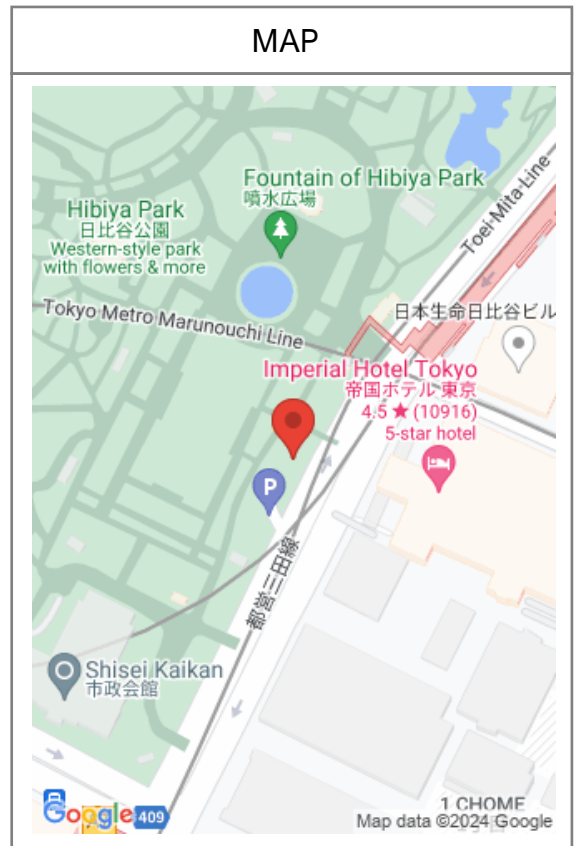 MAP
Fountain of Hibiya Park
噴水広場
Hibiya Park
日比谷公園
Western-style park
with flowers & more
Toei-Mita-Line
Tokyo Metro Marunouchi Line
日本生命日比谷ビル
Imperial Hotel Tokyo
帝国ホテル 東京
4.5 ★ (10916)
5-star hotel
P
都営三田線
Shisei Kaikan
市政会館
1 CHOME
Google
409
Map data ©2024 Google